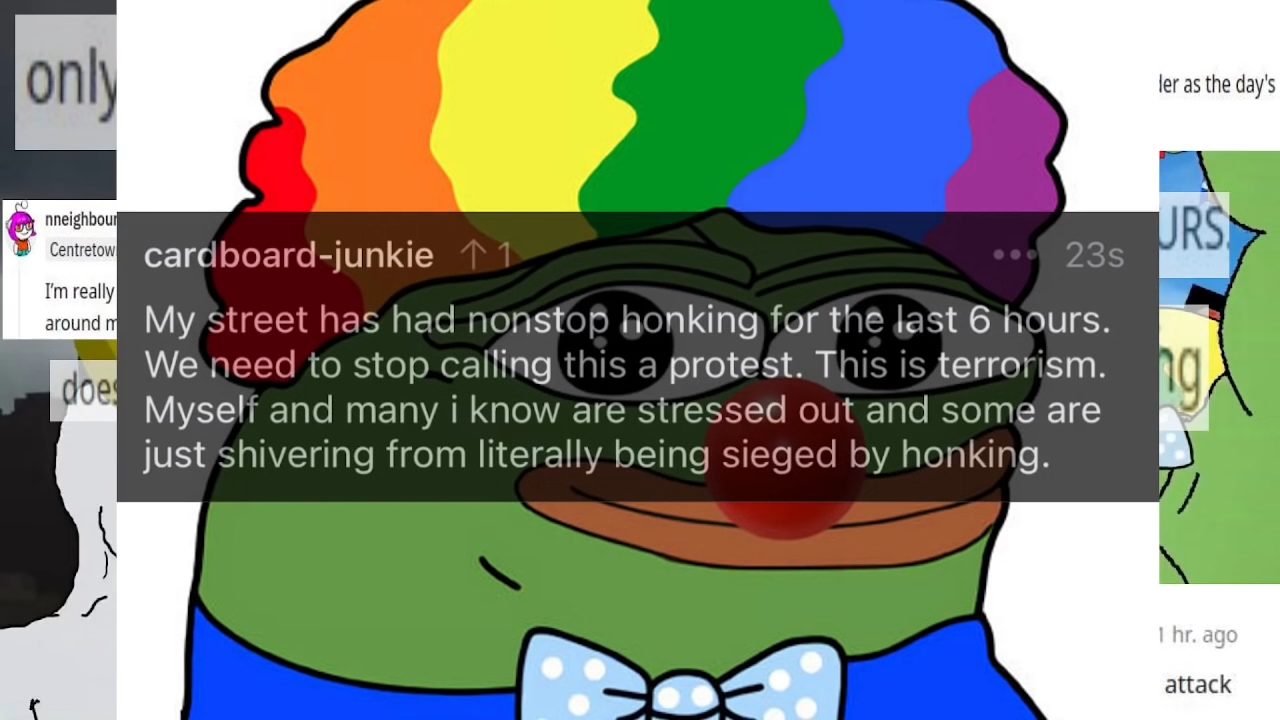 only
der as the day's
nneighbour
Centretow
I'm really
around m
URS.
cardboard-junkie ↑ 1 ••• 23s
My street has had nonstop honking for the last 6 hours.
We need to stop calling this a protest. This is terrorism.
Myself and many i know are stressed out and some are
just shivering from literally being sieged by honking.
does
ng
1 hr. ago
attack